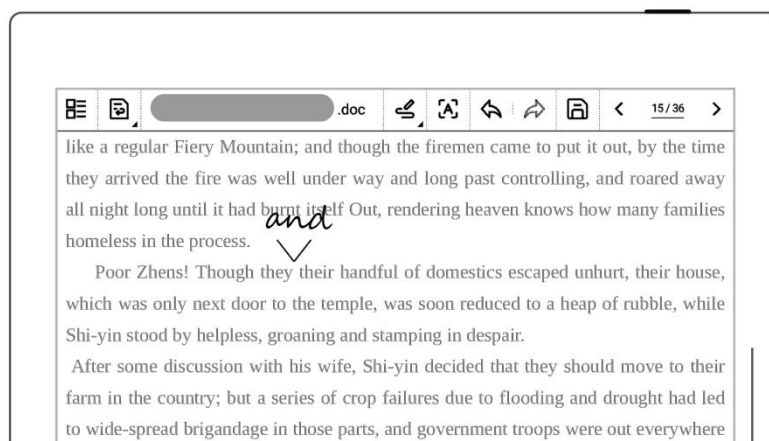 .doc
15 / 36
like a regular Fiery Mountain; and though the firemen came to put it out, by the time
they arrived the fire was well under way and long past controlling, and roared away
all night long until it had burnt itself Out, rendering heaven knows how many families
and
homeless in the process.
Poor Zhens! Though they their handful of domestics escaped unhurt, their house,
which was only next door to the temple, was soon reduced to a heap of rubble, while
Shi-yin stood by helpless, groaning and stamping in despair.
After some discussion with his wife, Shi-yin decided that they should move to their
farm in the country; but a series of crop failures due to flooding and drought had led
to wide-spread brigandage in those parts, and government troops were out everywhere